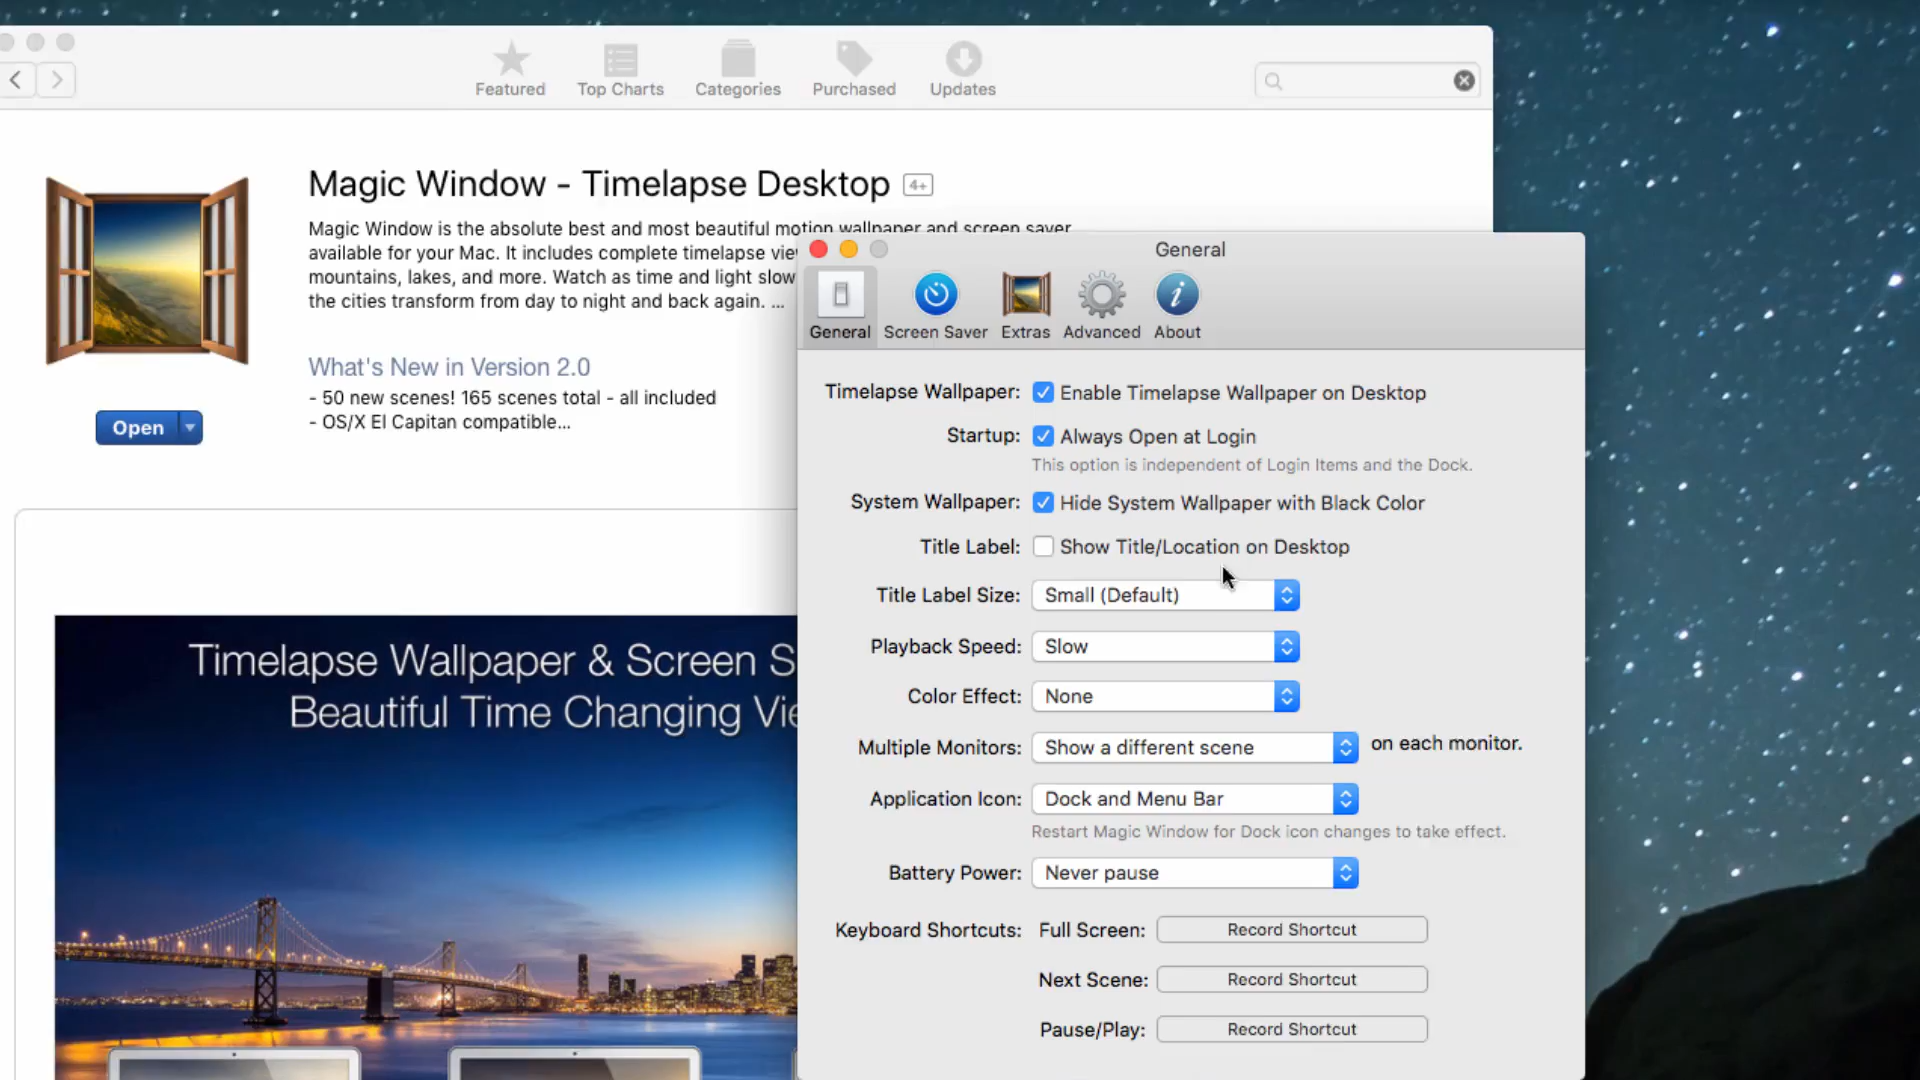 Featured
Top Charts
Categories
Purchased
Updates
Magic Window - Timelapse Desktop 4+
Magic Window is the absolute best and most beautiful motion wallpaper and screen saver
available for your Mac. It includes complete timelapse
mountains, lakes, and more. Watch as time and light slow
the cities transform from day to night and back again. ...
What's New in Version 2.0
- 50 new scenes! 165 scenes total - all included
- OS/X El Capitan compatible...
Open
Timelapse Wallpaper & Screen S
Beautiful Time Changing Vie
General
General
Screen Saver
Extras
Advanced
About
Timelapse Wallpaper: Enable Timelapse Wallpaper on Desktop
Startup: Always Open at Login
This option is independent of Login Items and the Dock.
System Wallpaper: Hide System Wallpaper with Black Color
Title Label: Show Title/Location on Desktop
Title Label Size: Small (Default)
Playback Speed: Slow
Color Effect: None
Multiple Monitors: Show a different scene on each monitor.
Application Icon: Dock and Menu Bar
Restart Magic Window for Dock icon changes to take effect.
Battery Power: Never pause
Keyboard Shortcuts: Full Screen: Record Shortcut
Next Scene: Record Shortcut
Pause/Play: Record Shortcut